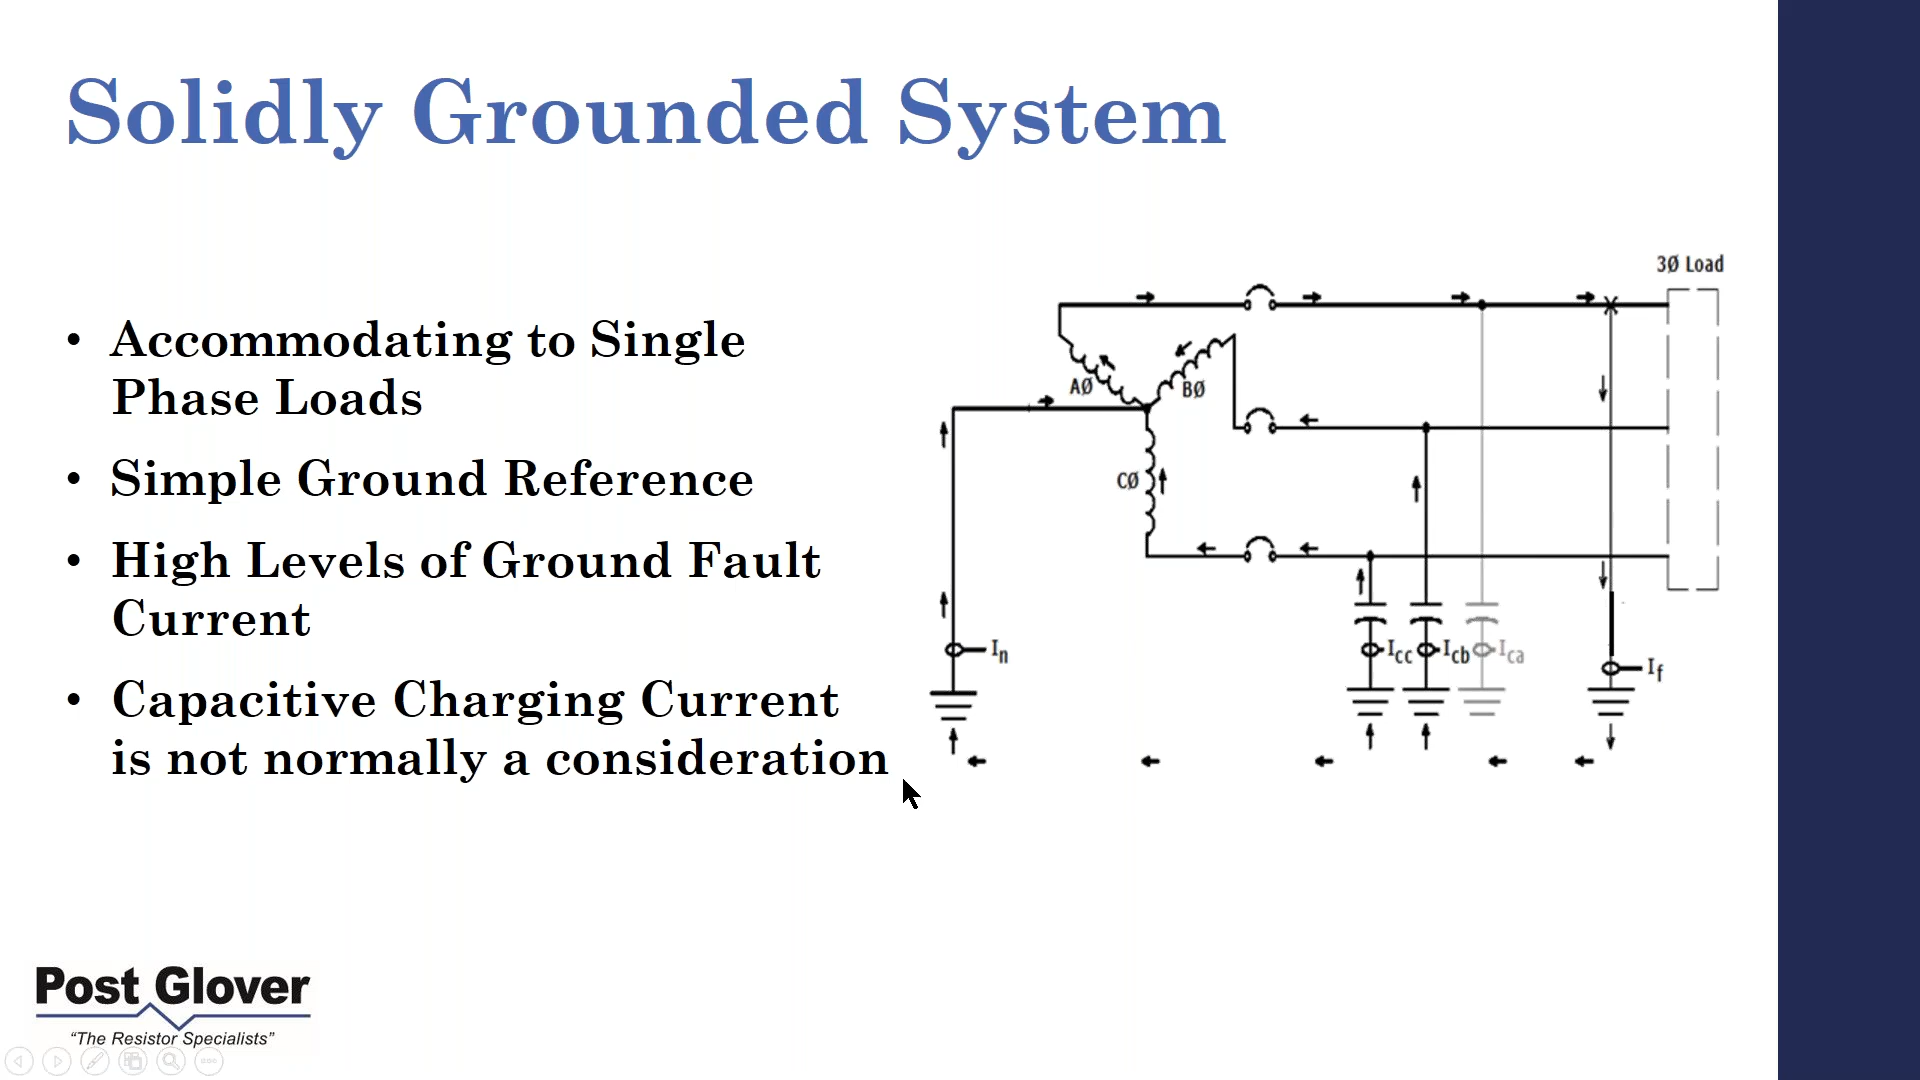 Solidly Grounded System
• Accommodating to Single
Phase Loads
• Simple Ground Reference
• High Levels of Ground Fault
Current
• Capacitive Charging Current
is not normally a consideration
3Ø Load
AØ
BØ
CØ
In
Icc
Icb
Ica
If
Post Glover
“The Resistor Specialists”